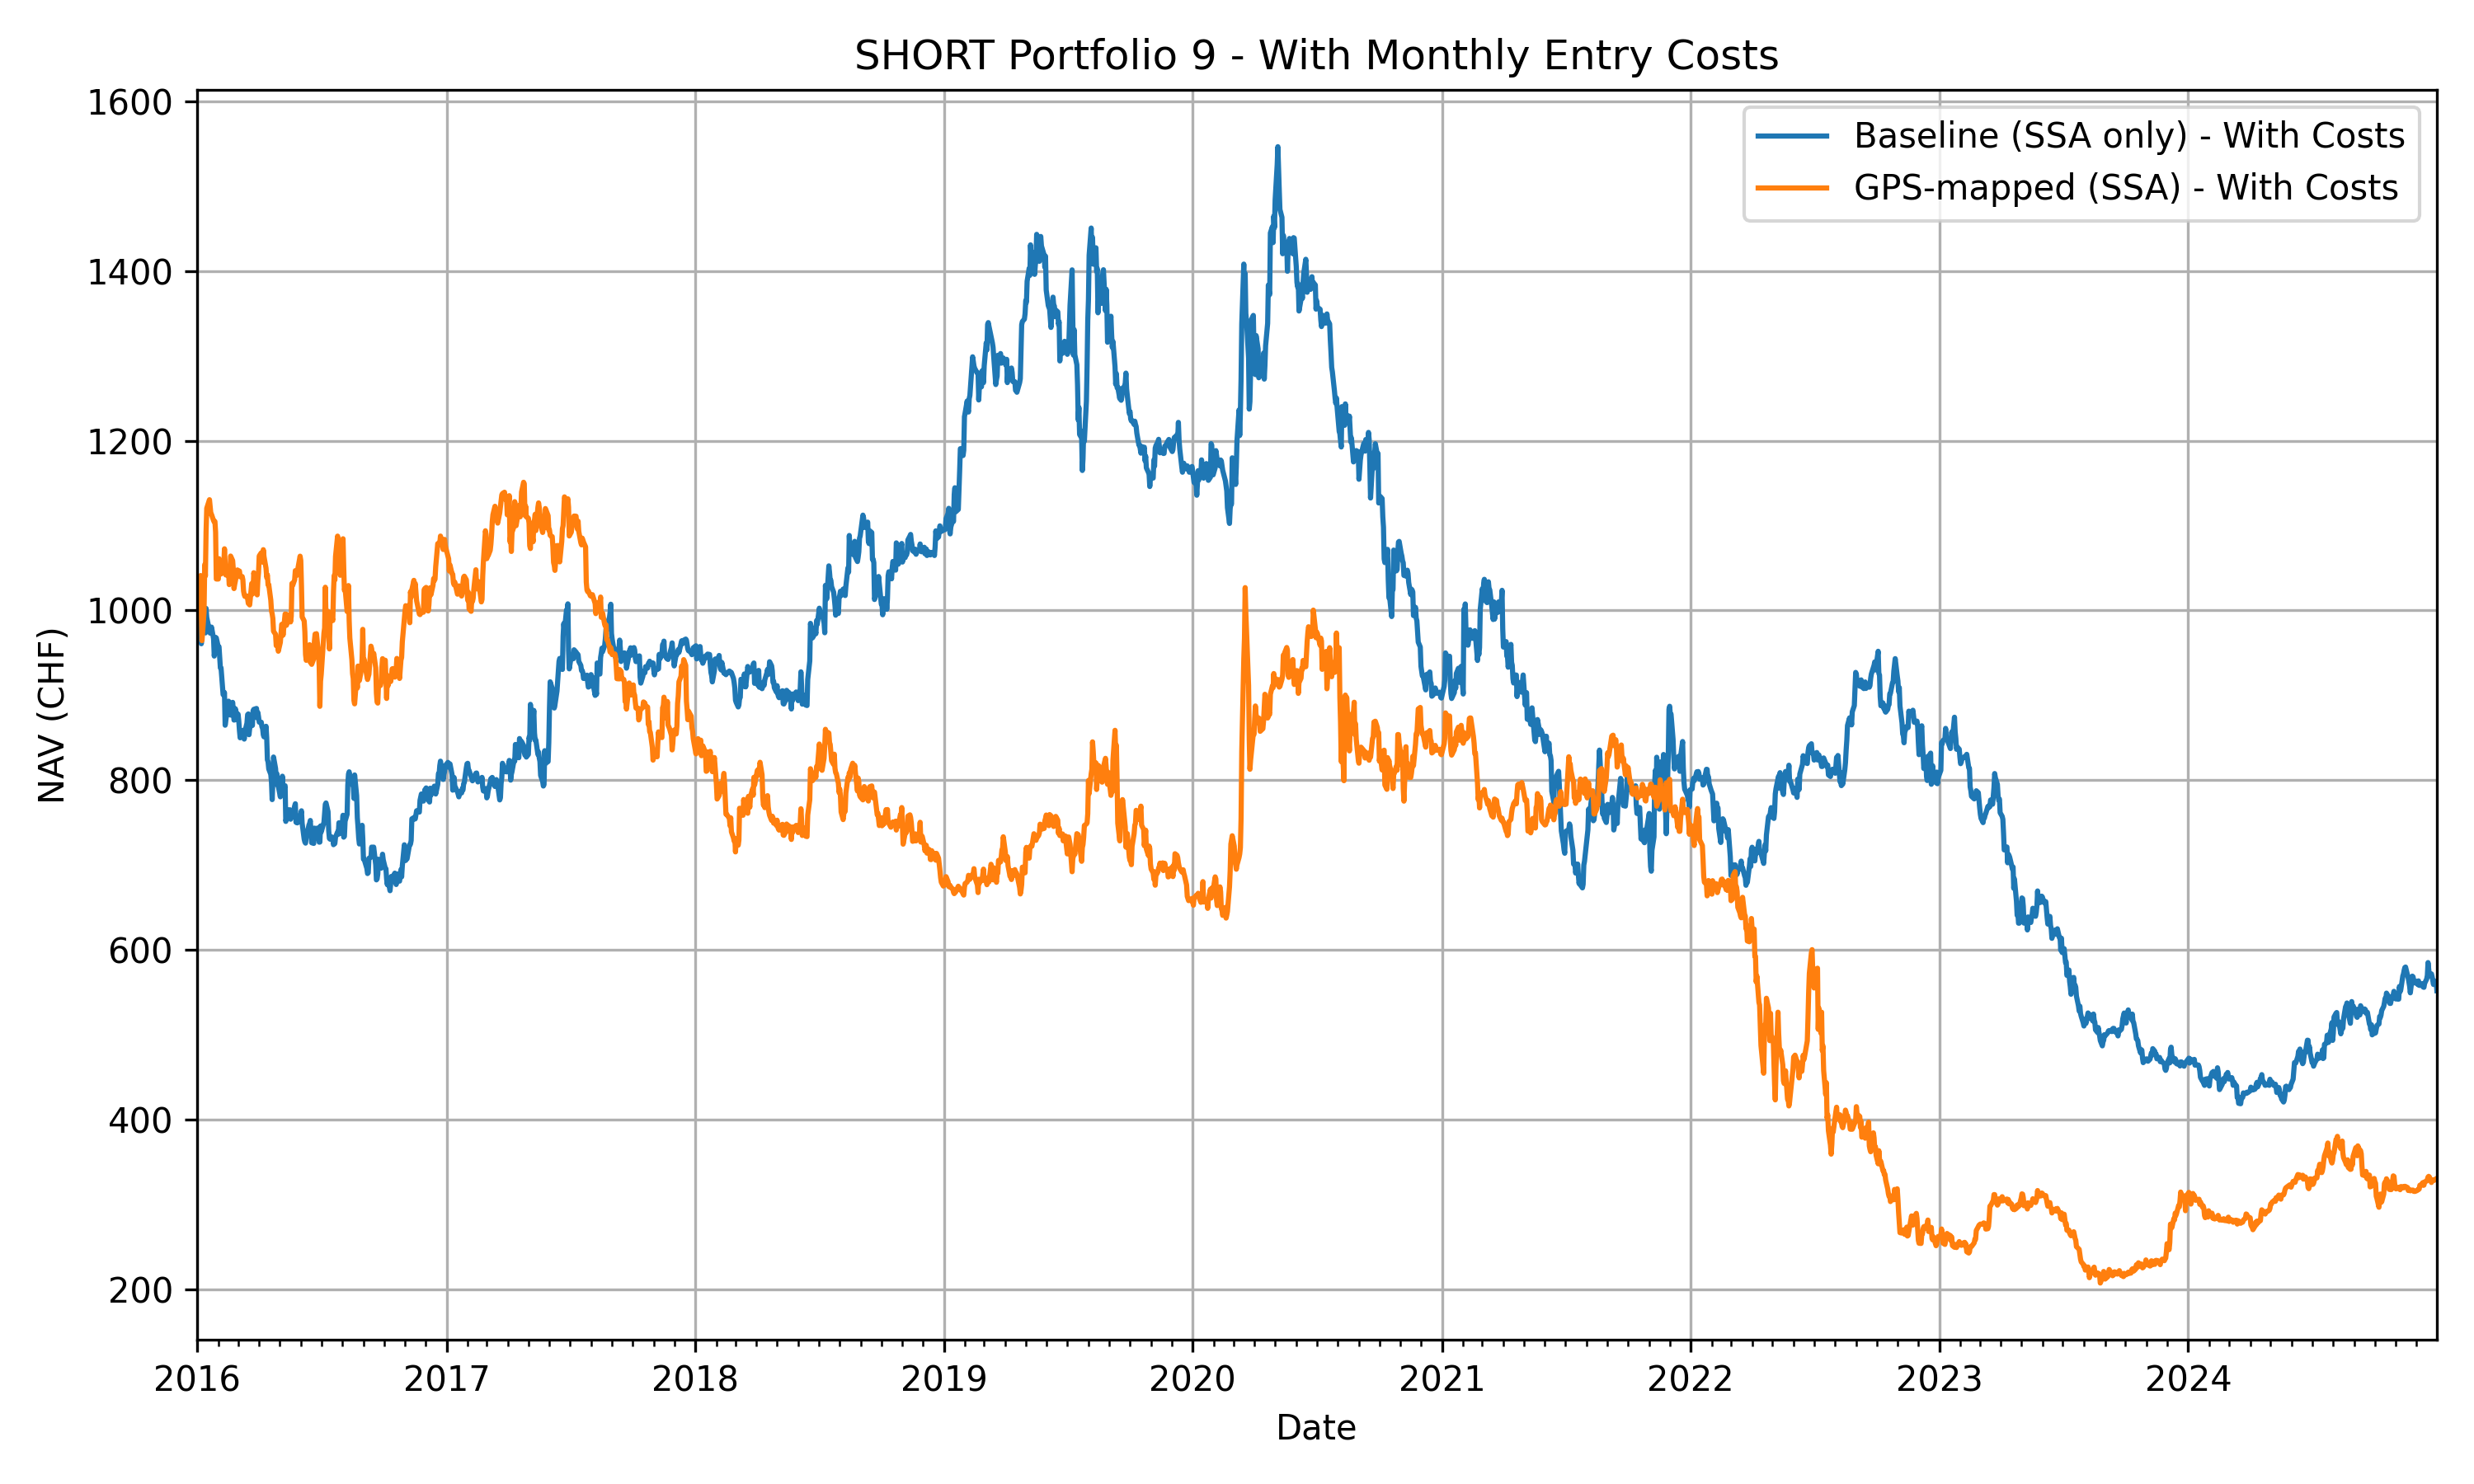 SHORT Portfolio 9 - With Monthly Entry Costs
Baseline (SSA only) - With Costs
GPS-mapped (SSA) - With Costs
NAV (CHF)
1600
1400
1200
1000
800
600
400
200
2016 2017 2018 2019 2020 2021 2022 2023 2024
Date